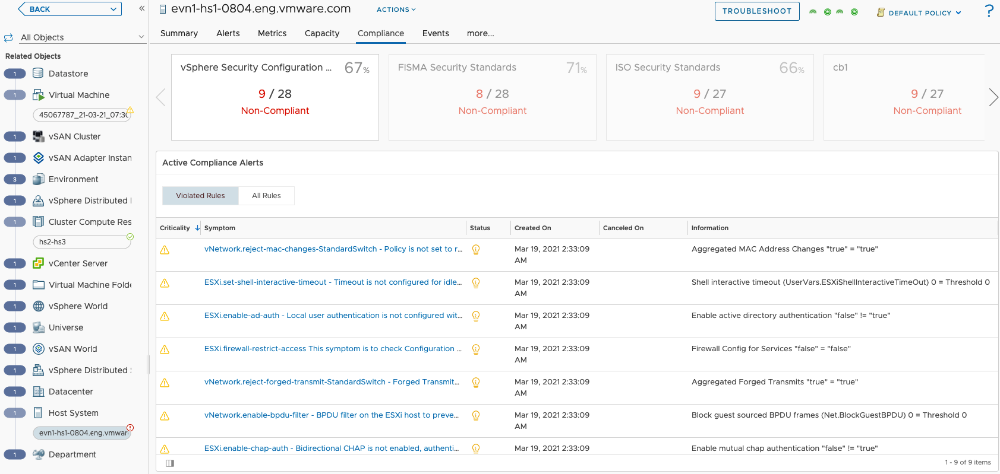 BACK
All Objects
Related Objects
1 Datastore
1 Virtual Machine
45067787_21-03-21_07:30
1 vSAN Cluster
1 vSAN Adapter Instan
3 Environment
1 vSphere Distributed
1 Cluster Compute Res
hs2-hs3
1 vCenter Server
1 Virtual Machine Folde
1 vSphere World
1 Universe
1 vSAN World
1 vSphere Distributed
1 Datacenter
1 Host System
evn1-hs1-0804.eng.vmware
1 Department
evn1-hs1-0804.eng.vmware.com
ACTIONS
TROUBLESHOOT
DEFAULT POLICY
?
Summary Alerts Metrics Capacity Compliance Events more...
vSphere Security Configuration ... 67%
9 / 28
Non-Compliant
FISMA Security Standards 71%
8 / 28
Non-Compliant
ISO Security Standards 66%
9 / 27
Non-Compliant
cb1
9 / 27
Non-Compliant
Active Compliance Alerts
Violated Rules All Rules
Criticality Symptom Status Created On Canceled On Information
vNetwork.reject-mac-changes-StandardSwitch - Policy is not set to r... Mar 19, 2021 2:33:09 Aggregated MAC Address Changes "true" = "true"
AM
ESXi.set-shell-interactive-timeout - Timeout is not configured for idle... Mar 19, 2021 2:33:09 Shell interactive timeout (UserVars.ESXiShellInteractiveTimeOut) 0 = Threshold 0
AM
ESXi.enable-ad-auth - Local user authentication is not configured wit... Mar 19, 2021 2:33:09 Enable active directory authentication "false" != "true"
AM
ESXi.firewall-restrict-access This symptom is to check Configuration ... Mar 19, 2021 2:33:09 Firewall Config for Services "false" = "false"
AM
vNetwork.reject-forged-transmit-StandardSwitch - Forged Transmit... Mar 19, 2021 2:33:09 Aggregated Forged Transmits "true" = "true"
AM
vNetwork.enable-bpdu-filter - BPDU filter on the ESXi host to preve... Mar 19, 2021 2:33:09 Block guest sourced BPDU frames (Net.BlockGuestBPDU) 0 = Threshold 0
AM
ESXi.enable-chap-auth - Bidirectional CHAP is not enabled, authenti... Mar 19, 2021 2:33:09 Enable mutual chap authentication "false" != "true"
1 - 9 of 9 items